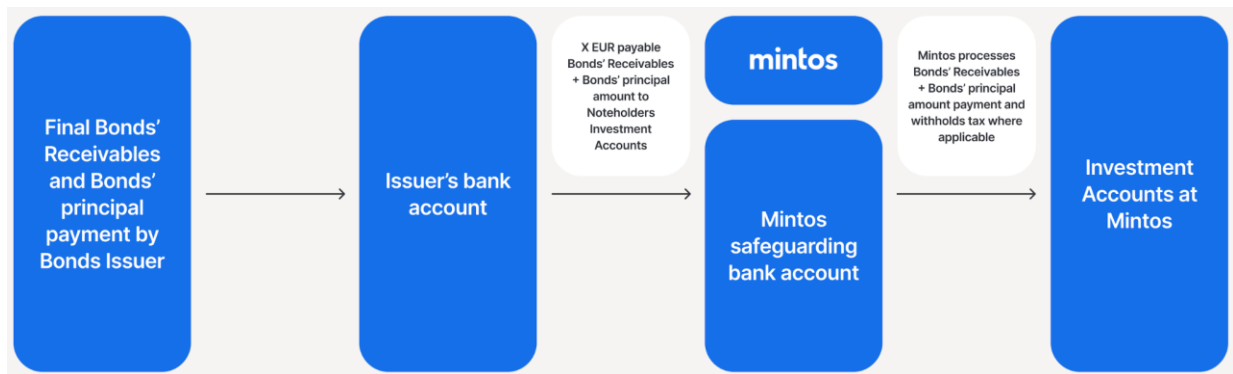 Final Bonds'
Receivables
and Bonds'
principal
payment by
Bonds Issuer
Issuer's bank
account
X EUR payable
Bonds' Receivables
+ Bonds' principal
amount to
Noteholders
Investment
Accounts
mintos
Mintos
safeguarding
bank account
Mintos processes
Bonds' Receivables
+ Bonds' principal
amount payment and
withholds tax where
applicable
Investment
Accounts at
Mintos